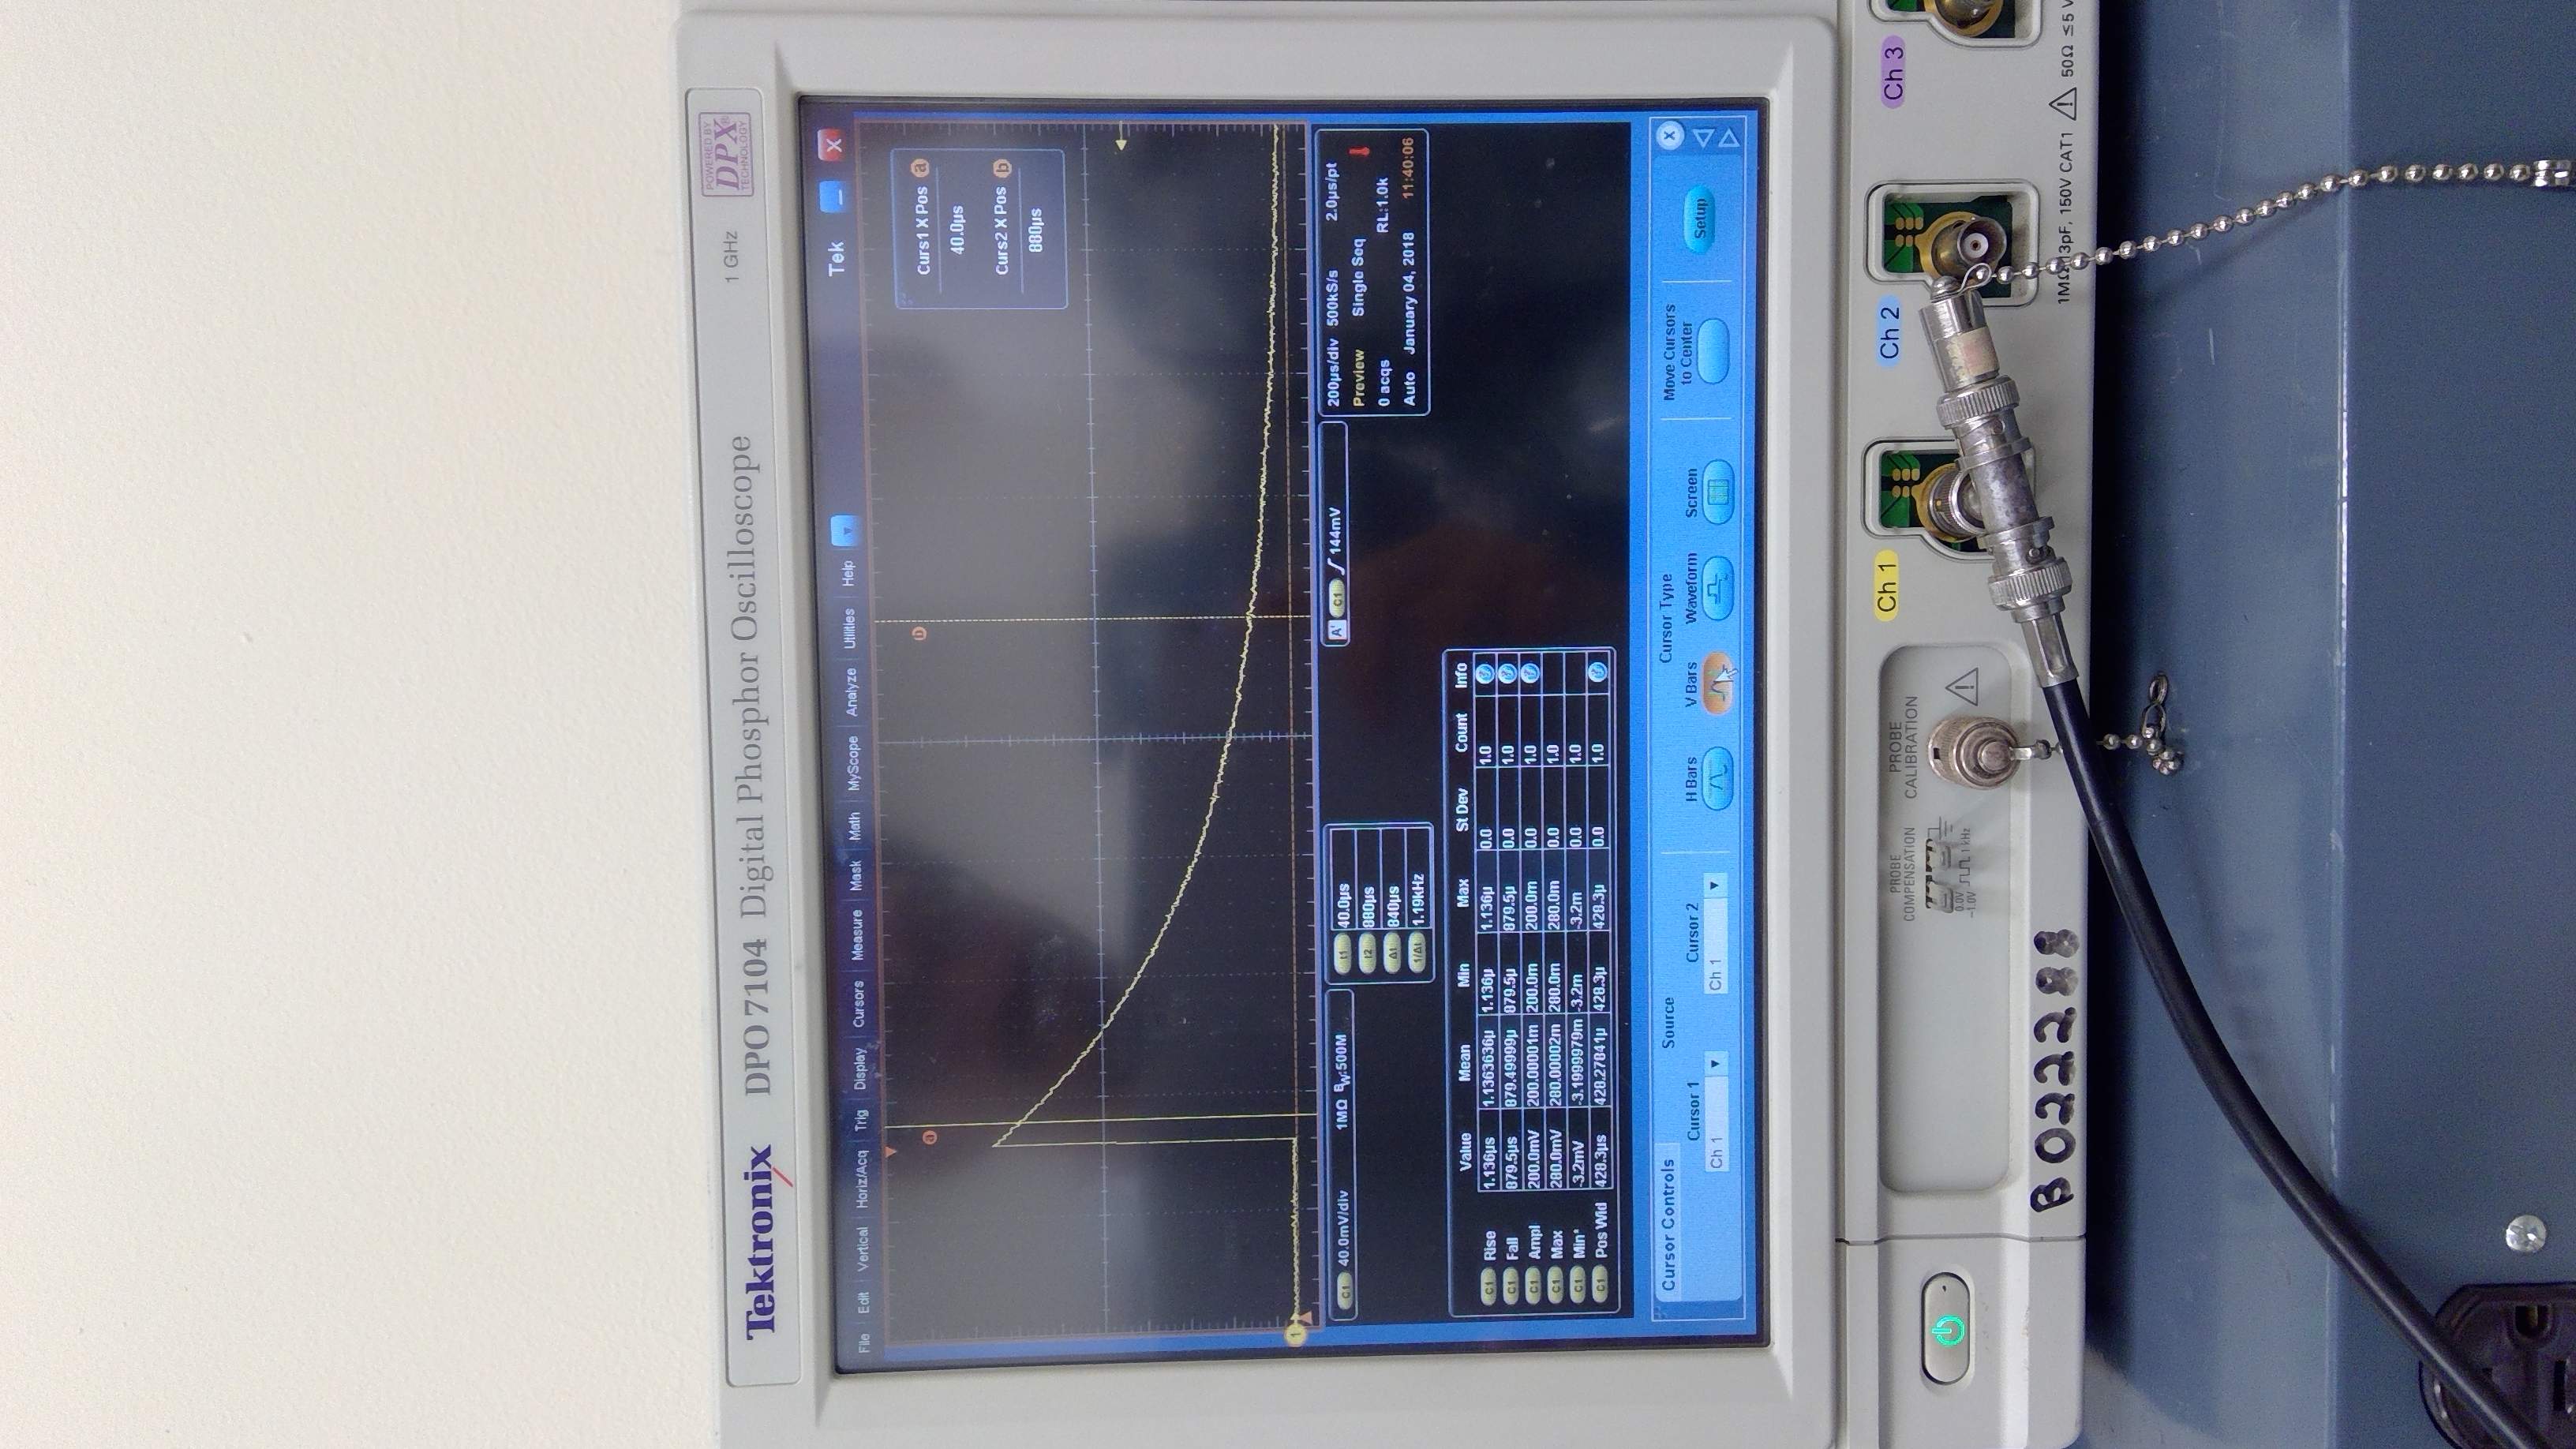 Tektronix DPO 7104 Digital Phosphor Oscilloscope 1 GHz
POWERED BY
DPX®
TECHNOLOGY
File Edit Vertical Horiz/Acq Trig Display Cursors Measure Mask Math MyScope Analyze Utilities Help Tek X
a b
Curs1 X Pos a
40.0µs
Curs2 X Pos b
880µs
1
C1 40.0mV/div 1MΩ BW:500M
t1 40.0µs
t2 880µs
Δt 840µs
1/Δt 1.19kHz
A' C1 144mV
200µs/div 500kS/s 2.0µs/pt
Preview Single Seq
0 acqs RL:1.0k
Auto January 04, 2018 11:40:06
Value Mean Min Max St Dev Count Info
C1 Rise 1.136µs 1.1363636µ 1.136µ 1.136µ 0.0 1.0
C1 Fall 879.5µs 879.49999µ 879.5µ 879.5µ 0.0 1.0
C1 Ampl 200.0mV 200.00001m 200.0m 200.0m 0.0 1.0
C1 Max 280.0mV 280.00002m 280.0m 280.0m 0.0 1.0
C1 Min* -3.2mV -3.1999979m -3.2m -3.2m 0.0 1.0
C1 Pos Wid 428.3µs 428.27841µ 428.3µ 428.3µ 0.0 1.0
Cursor Controls Source Cursor Type Move Cursors to Center X
Cursor 1 Cursor 2 H Bars V Bars Waveform Screen
Ch 1 Ch 1 Setup
Ch 1 Ch 2 Ch 3
PROBE COMPENSATION
PROBE CALIBRATION
0.0V
-1.0V 1 kHz
B022288
1MΩ 13pF, 150V CAT1 50Ω ≤5 V